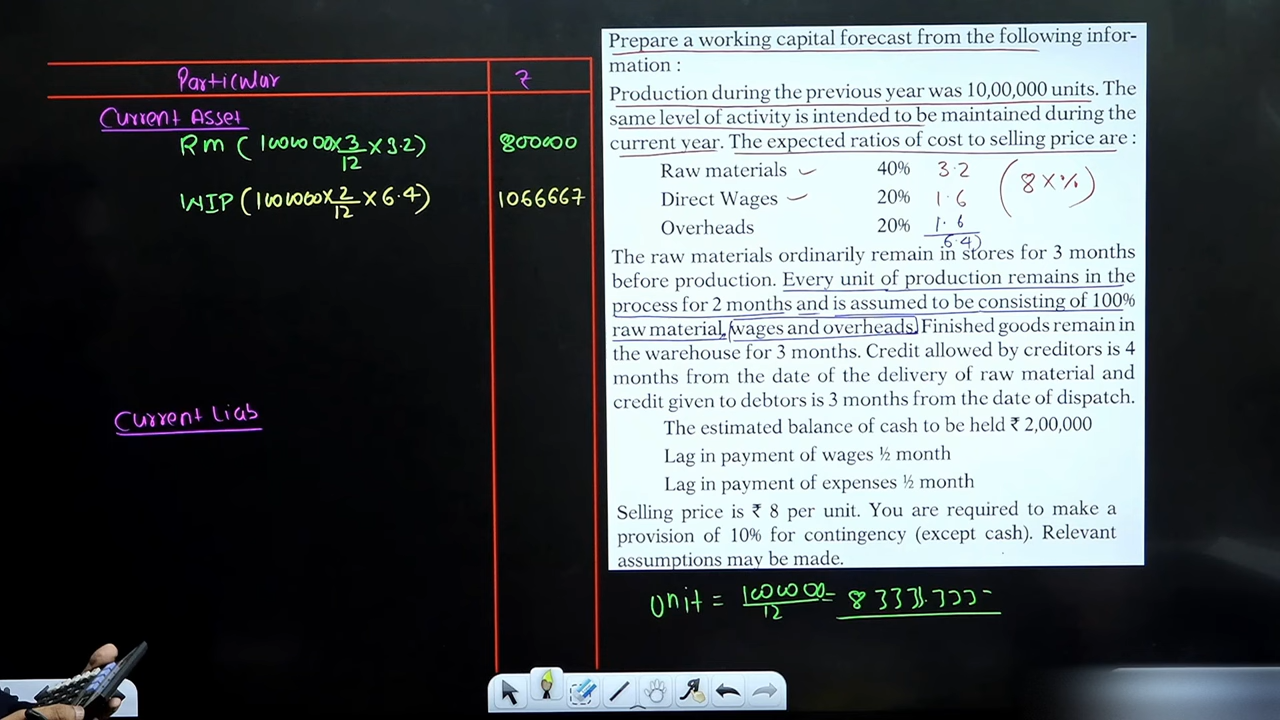 Particular ₹
Current Asset
RM (1000000×3/12×3.2) 800000
WIP (1000000×2/12×6.4) 1066667
Current Liab
Prepare a working capital forecast from the following infor-
mation :
Production during the previous year was 10,00,000 units. The
same level of activity is intended to be maintained during the
current year. The expected ratios of cost to selling price are :
Raw materials 40% 3.2
Direct Wages 20% 1.6
Overheads 20% 1.6
(8×%)
6.4)
The raw materials ordinarily remain in stores for 3 months
before production. Every unit of production remains in the
process for 2 months and is assumed to be consisting of 100%
raw material, wages and overheads. Finished goods remain in
the warehouse for 3 months. Credit allowed by creditors is 4
months from the date of the delivery of raw material and
credit given to debtors is 3 months from the date of dispatch.
The estimated balance of cash to be held ₹ 2,00,000
Lag in payment of wages ½ month
Lag in payment of expenses ½ month
Selling price is ₹ 8 per unit. You are required to make a
provision of 10% for contingency (except cash). Relevant
assumptions may be made.
Unit = 1000000/12 =